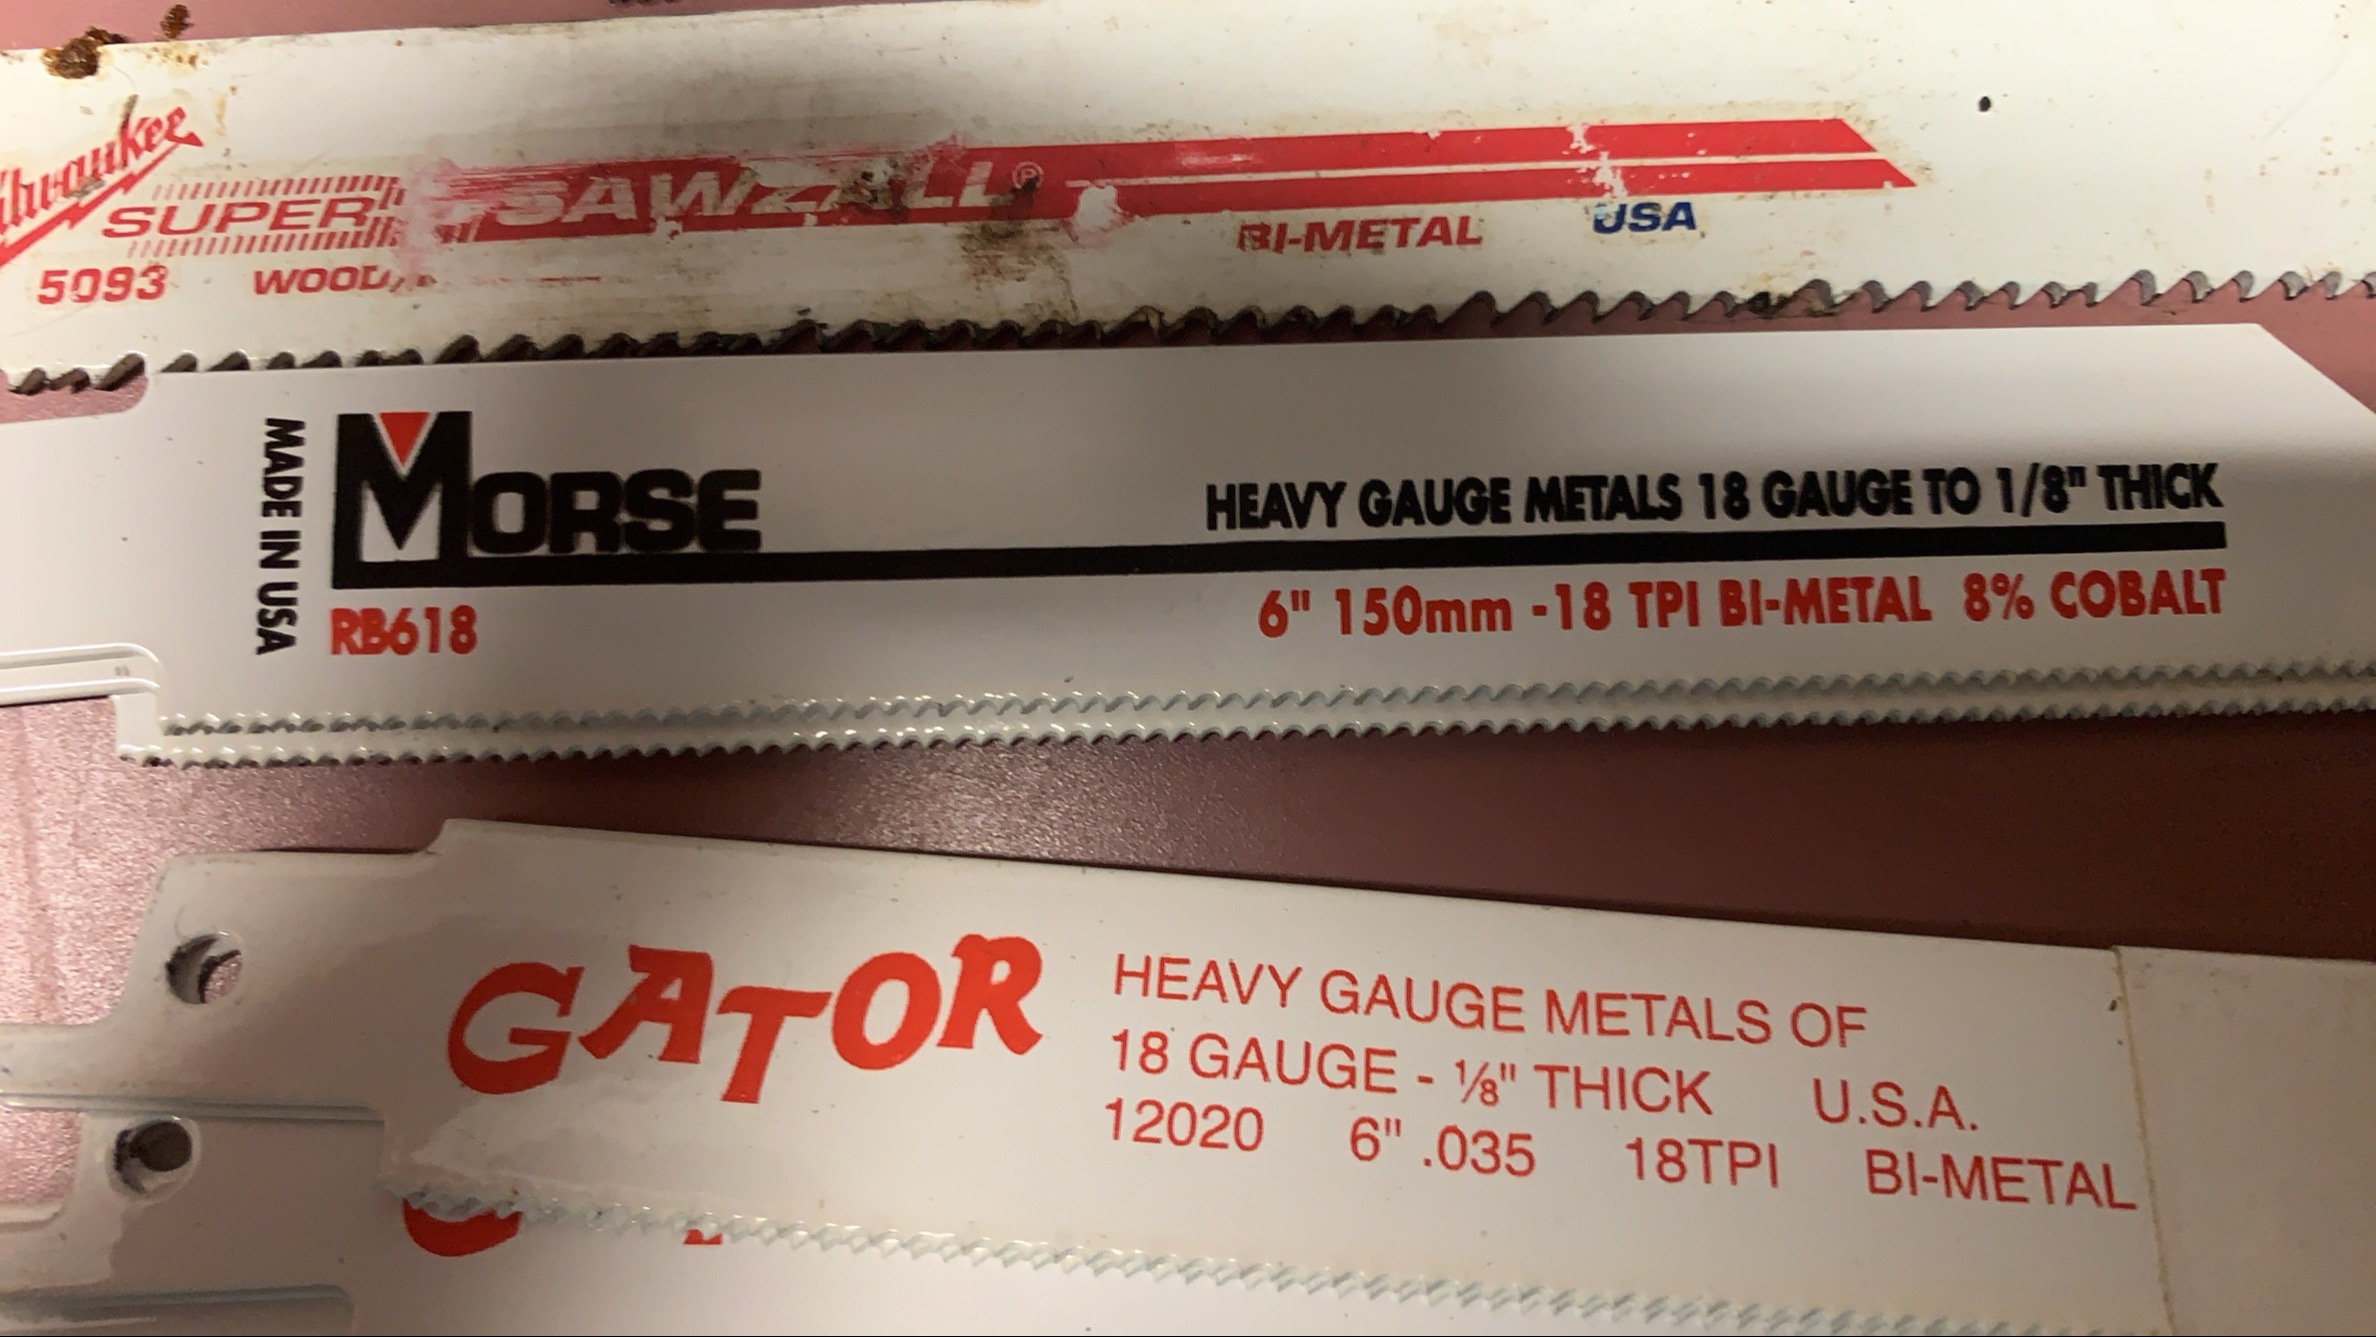 Milwaukee
SUPER SAWZALL®
BI-METAL USA
5093 WOOD,
MADE IN USA
MORSE
HEAVY GAUGE METALS 18 GAUGE TO 1/8" THICK
RB618
6" 150mm -18 TPI BI-METAL 8% COBALT
GATOR
HEAVY GAUGE METALS OF
18 GAUGE - ⅛" THICK U.S.A.
12020 6" .035 18TPI BI-METAL